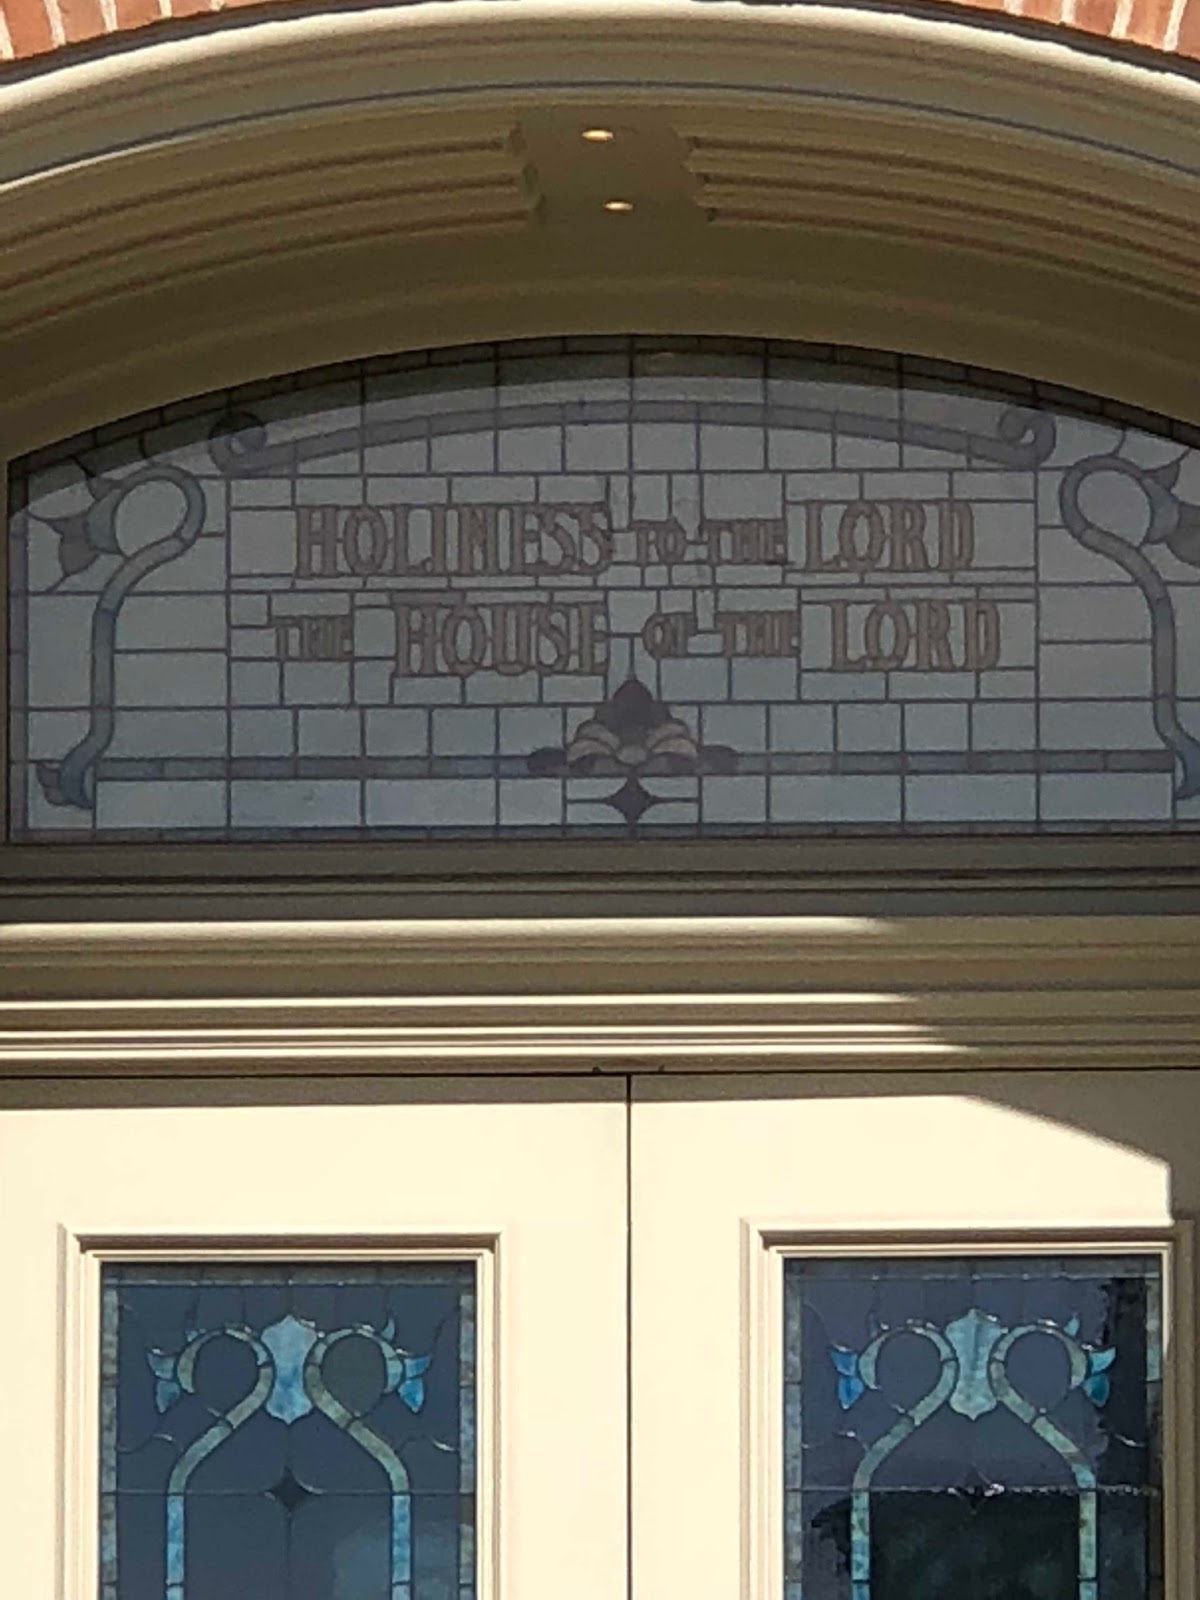 HOLINESS TO THE LORD
THE HOUSE OF THE LORD